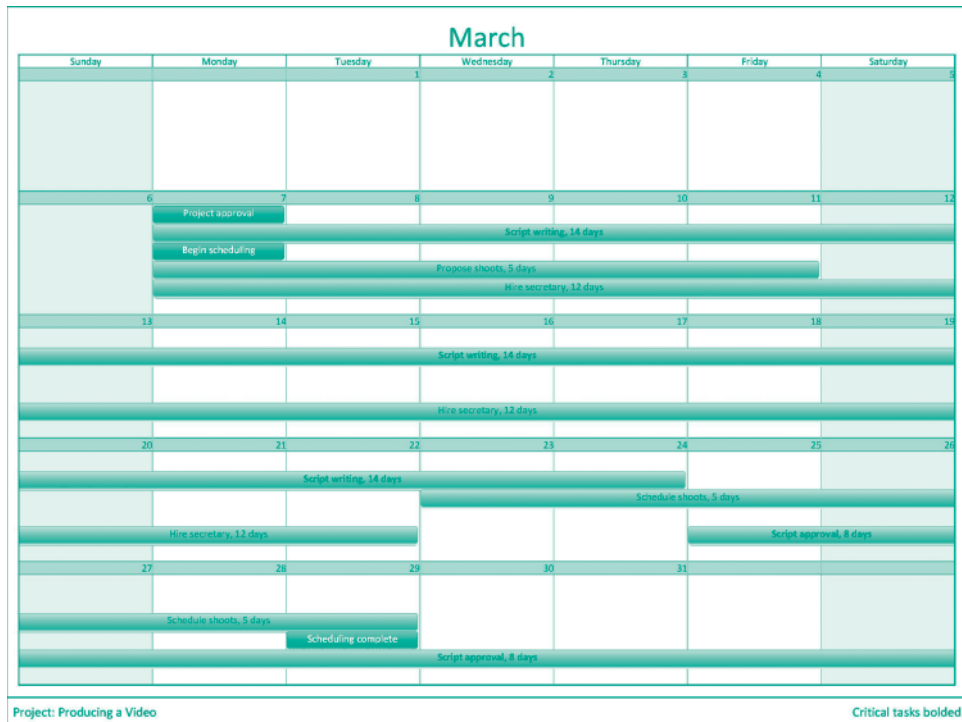 March
Sunday Monday Tuesday Wednesday Thursday Friday Saturday
1 2 3 4 5
6 7 8 9 10 11 12
Project approval
Script writing, 14 days
Begin scheduling
Propose shoots, 5 days
Hire secretary, 12 days
13 14 15 16 17 18 19
Script writing, 14 days
Hire secretary, 12 days
20 21 22 23 24 25 26
Script writing, 14 days
Schedule shoots, 5 days
Hire secretary, 12 days Script approval, 8 days
27 28 29 30 31
Schedule shoots, 5 days
Scheduling complete
Script approval, 8 days
Project: Producing a Video Critical tasks bolded